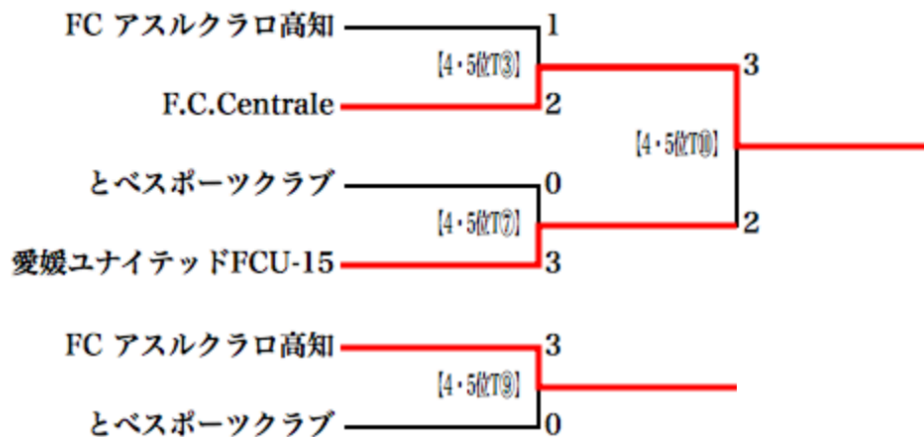 FC アスルクラロ高知 1
【4・5位T③】 3
F.C.Centrale 2
【4・5位T⑩】
とべスポーツクラブ 0
【4・5位T⑦】 2
愛媛ユナイテッドFCU-15 3
FC アスルクラロ高知 3
【4・5位T⑨】
とべスポーツクラブ 0